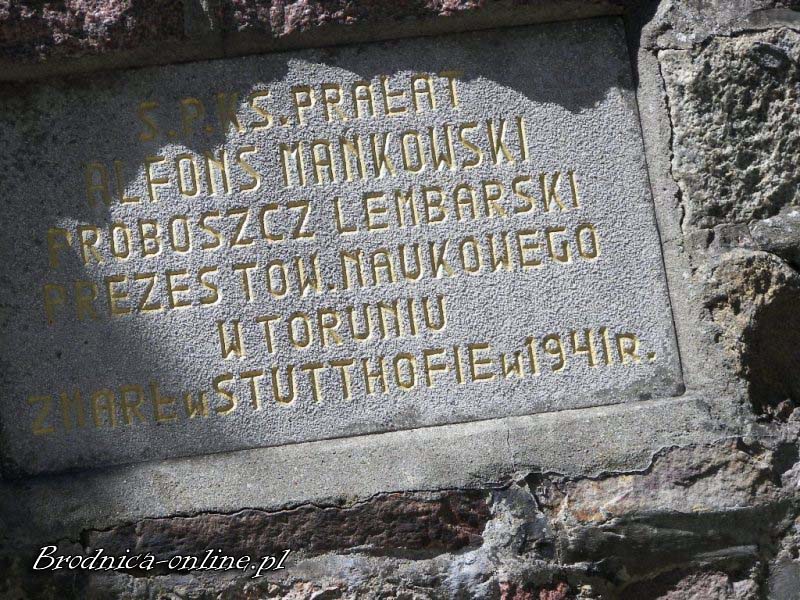 Ś.P.KS.PRAŁAT
ALFONS MAŃKOWSKI
PROBOSZCZ LEMBARSKI
PREZES TOW. NAUKOWEGO
W TORUNIU
ZMARŁ w STUTTHOFIE w 1941 r.
Brodnica-online.pl